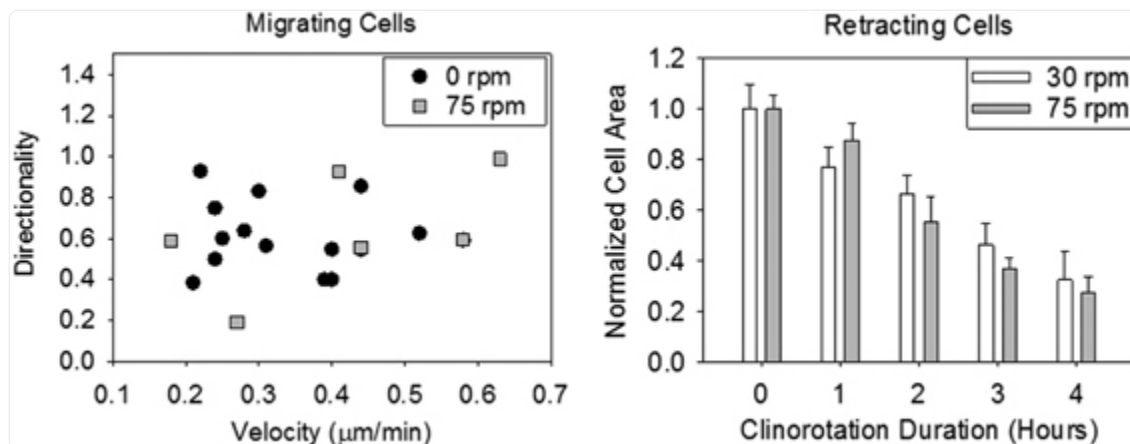 Migrating Cells
1.4
1.2
1.0
0.8
0.6
0.4
0.2
0.0
Directionality
0 rpm
75 rpm
0.1 0.2 0.3 0.4 0.5 0.6 0.7
Velocity (μm/min)
Retracting Cells
1.2
1.0
0.8
0.6
0.4
0.2
0.0
Normalized Cell Area
30 rpm
75 rpm
0 1 2 3 4
Clinorotation Duration (Hours)